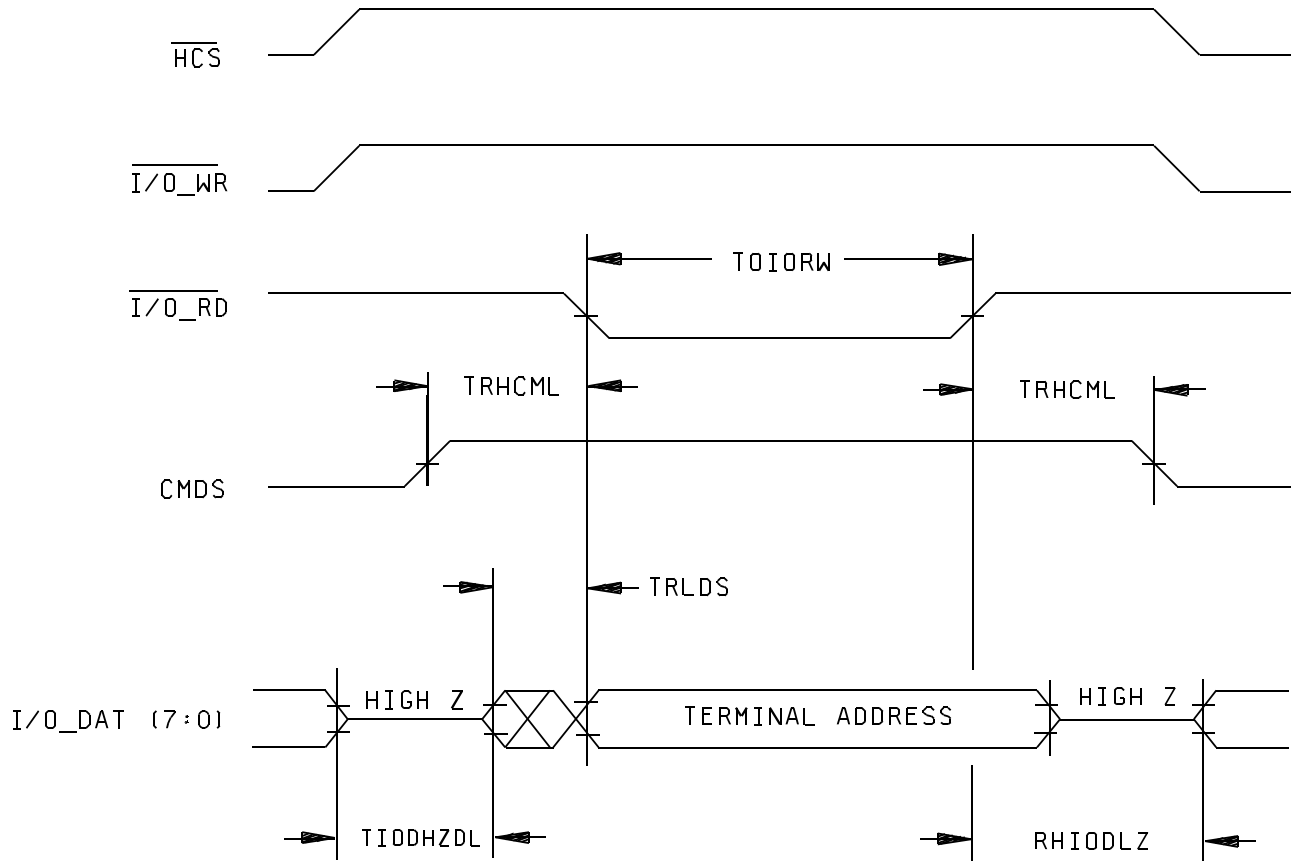 HCS
I/O_WR
TOIORW
I/O_RD
TRHCML
TRHCML
CMDS
TRLDS
HIGH Z
HIGH Z
I/O_DAT (7:0)
TERMINAL ADDRESS
TIODHZDL
RHIODLZ